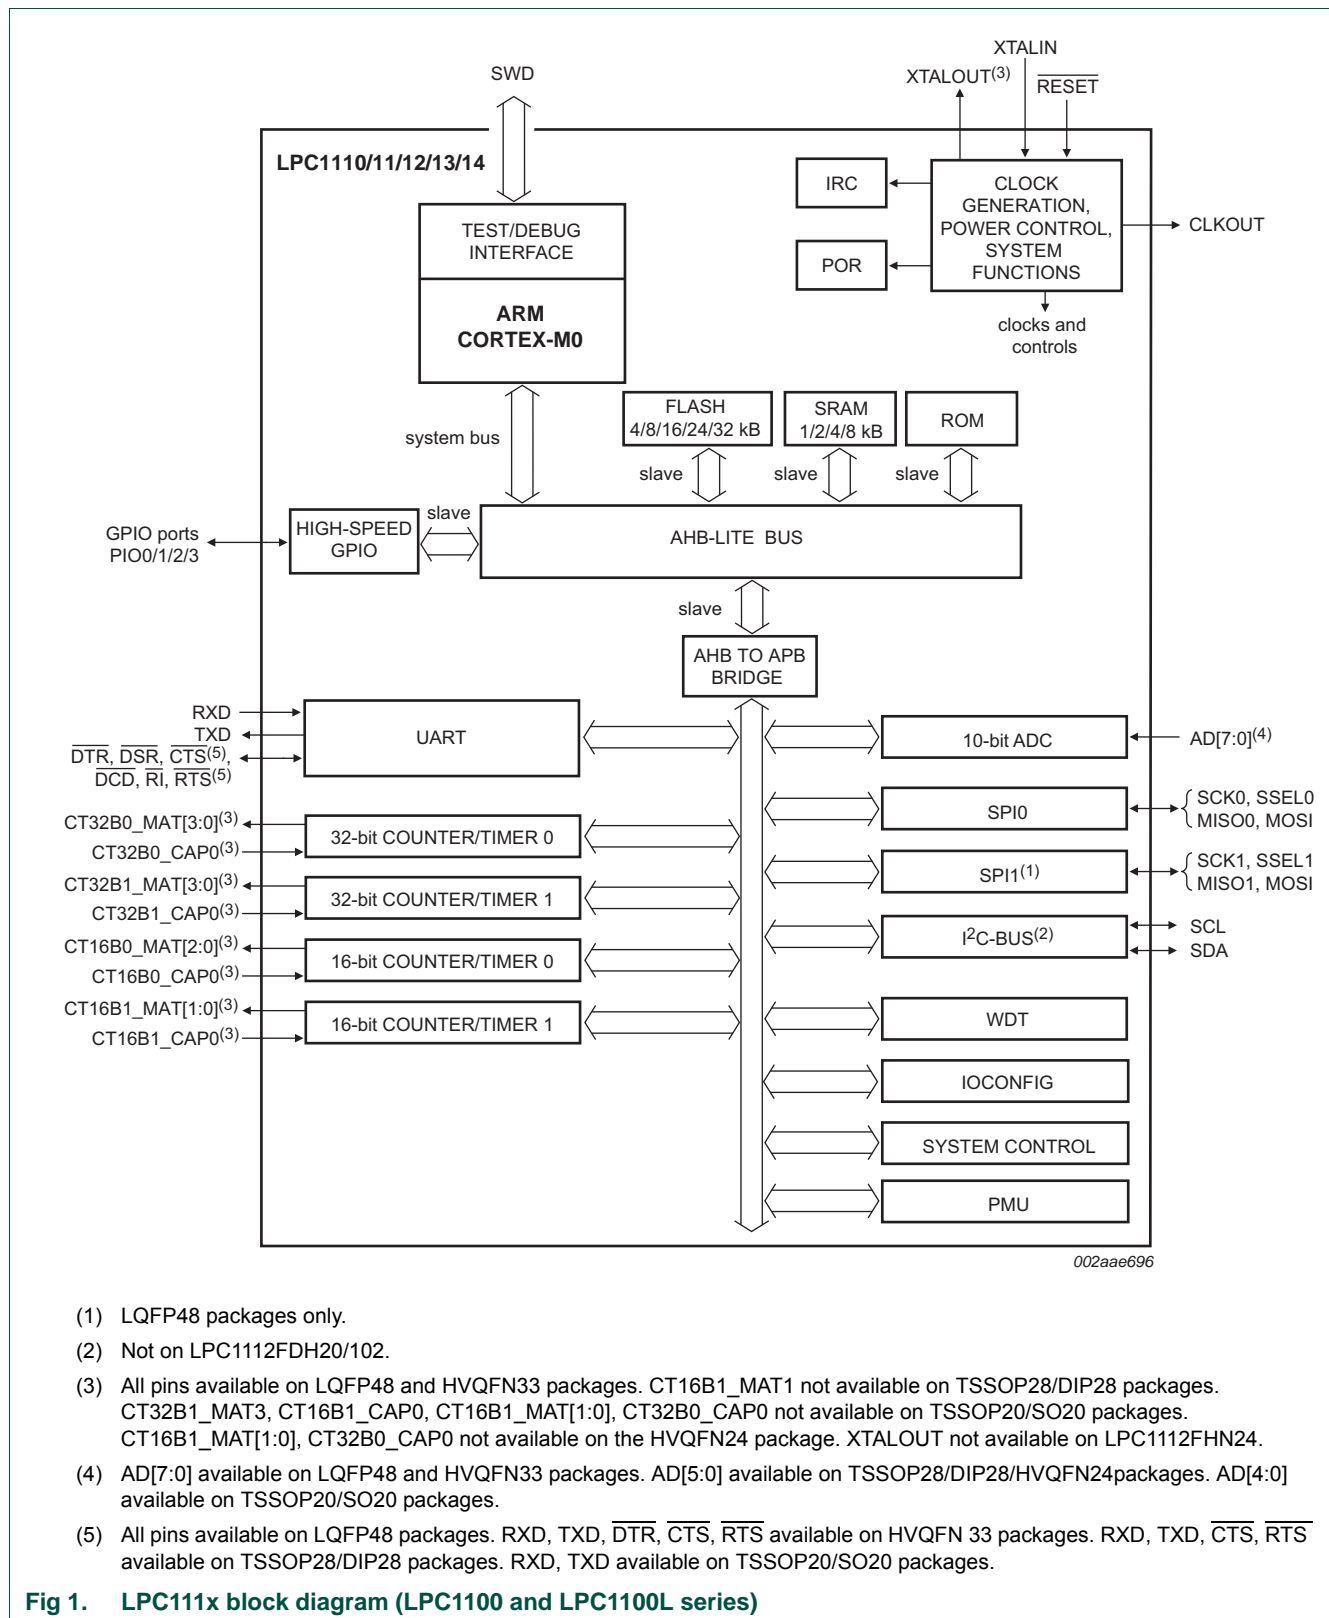 XTALIN
XTALOUT(3)
RESET
SWD
LPC1110/11/12/13/14
IRC
CLOCK
GENERATION,
POWER CONTROL,
SYSTEM
FUNCTIONS
CLKOUT
TEST/DEBUG
INTERFACE
POR
ARM
CORTEX-M0
clocks and
controls
FLASH
4/8/16/24/32 kB
SRAM
1/2/4/8 kB
ROM
system bus
slave
slave
slave
slave
GPIO ports
PIO0/1/2/3
HIGH-SPEED
GPIO
AHB-LITE BUS
slave
AHB TO APB
BRIDGE
RXD
TXD
DTR, DSR, CTS(5),
DCD, RI, RTS(5)
UART
10-bit ADC
AD[7:0](4)
CT32B0_MAT[3:0](3)
CT32B0_CAP0(3)
32-bit COUNTER/TIMER 0
SPI0
SCK0, SSEL0
MISO0, MOSI
CT32B1_MAT[3:0](3)
CT32B1_CAP0(3)
32-bit COUNTER/TIMER 1
SPI1(1)
SCK1, SSEL1
MISO1, MOSI
CT16B0_MAT[2:0](3)
CT16B0_CAP0(3)
16-bit COUNTER/TIMER 0
I2C-BUS(2)
SCL
SDA
CT16B1_MAT[1:0](3)
CT16B1_CAP0(3)
16-bit COUNTER/TIMER 1
WDT
IOCONFIG
SYSTEM CONTROL
PMU
002aae696
(1) LQFP48 packages only.
(2) Not on LPC1112FDH20/102.
(3) All pins available on LQFP48 and HVQFN33 packages. CT16B1_MAT1 not available on TSSOP28/DIP28 packages.
CT32B1_MAT3, CT16B1_CAP0, CT16B1_MAT[1:0], CT32B0_CAP0 not available on TSSOP20/SO20 packages.
CT16B1_MAT[1:0], CT32B0_CAP0 not available on the HVQFN24 package. XTALOUT not available on LPC1112FHN24.
(4) AD[7:0] available on LQFP48 and HVQFN33 packages. AD[5:0] available on TSSOP28/DIP28/HVQFN24packages. AD[4:0]
available on TSSOP20/SO20 packages.
(5) All pins available on LQFP48 packages. RXD, TXD, DTR, CTS, RTS available on HVQFN 33 packages. RXD, TXD, CTS, RTS
available on TSSOP28/DIP28 packages. RXD, TXD available on TSSOP20/SO20 packages.
Fig 1. LPC111x block diagram (LPC1100 and LPC1100L series)